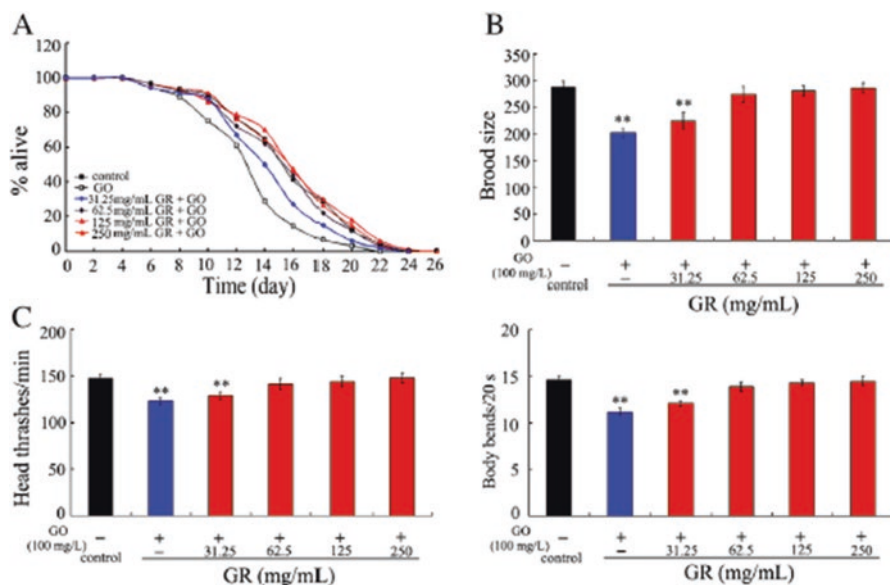 A
120
100
80
60
40
20
0
% alive
control
GO
31.25mg/mL GR + GO
62.5mg/mL GR + GO
125 mg/mL GR + GO
250 mg/mL GR + GO
0 2 4 6 8 10 12 14 16 18 20 22 24 26
Time (day)
B
400
350
300
250
200
150
100
50
0
Brood size
** **
GO
(100 mg/L)
− + + + + +
control − 31.25 62.5 125 250
GR (mg/mL)
C
200
150
100
50
0
Head thrashes/min
** **
GO
(100 mg/L)
− + + + + +
control − 31.25 62.5 125 250
GR (mg/mL)
20
15
10
5
0
Body bends/20 s
** **
GO
(100 mg/L)
− + + + + +
control − 31.25 62.5 125 250
GR (mg/mL)